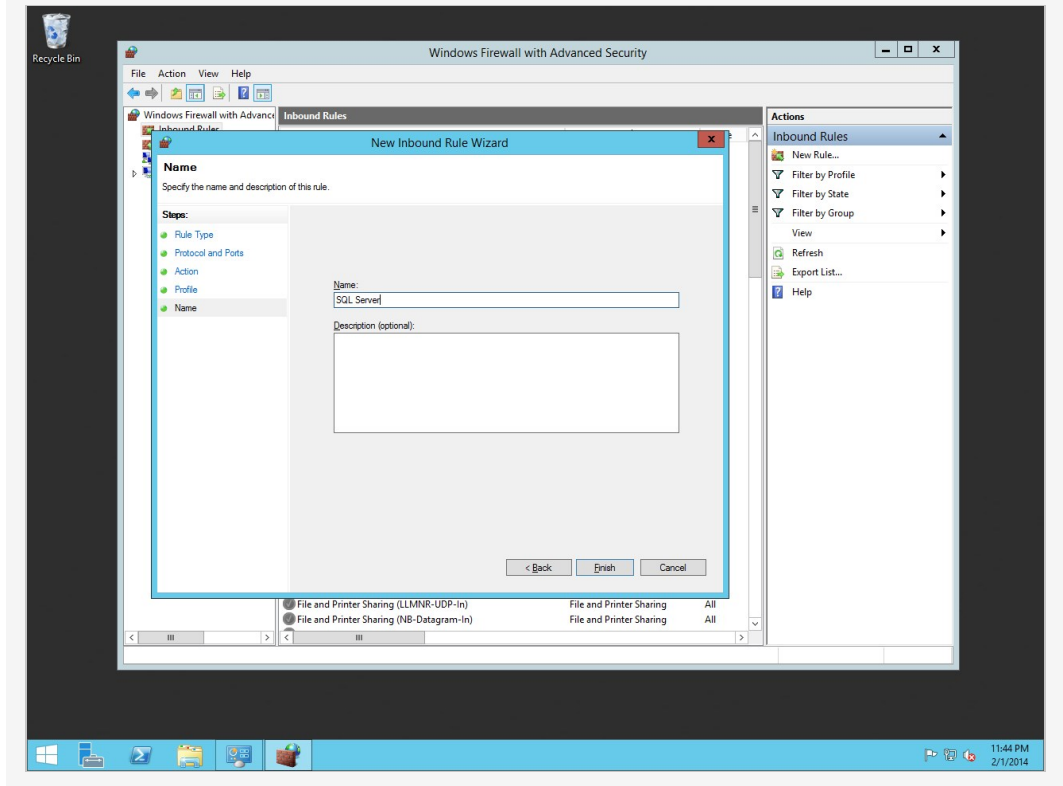 Recycle Bin
Windows Firewall with Advanced Security
File Action View Help
Windows Firewall with Advance
Inbound Rules
Inbound Rules
New Inbound Rule Wizard
Name
Specify the name and description of this rule.
Steps:
Rule Type
Protocol and Ports
Action
Profile
Name
Name:
SQL Server
Description (optional):
< Back Finish Cancel
File and Printer Sharing (LLMNR-UDP-In) File and Printer Sharing All
File and Printer Sharing (NB-Datagram-In) File and Printer Sharing All
Actions
Inbound Rules
New Rule...
Filter by Profile
Filter by State
Filter by Group
View
Refresh
Export List...
Help
11:44 PM
2/1/2014